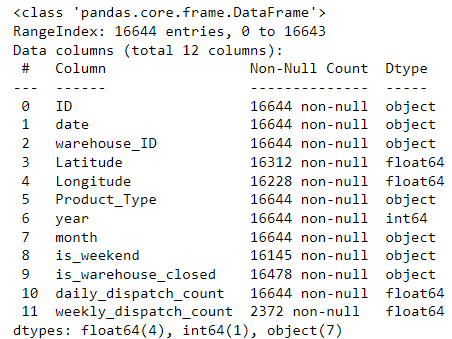 <class 'pandas.core.frame.DataFrame'>
RangeIndex: 16644 entries, 0 to 16643
Data columns (total 12 columns):
 #   Column                 Non-Null Count  Dtype
---  ------                 --------------  -----
 0   ID                     16644 non-null  object
 1   date                   16644 non-null  object
 2   warehouse_ID           16644 non-null  object
 3   Latitude               16312 non-null  float64
 4   Longitude              16228 non-null  float64
 5   Product_Type           16644 non-null  object
 6   year                   16644 non-null  int64
 7   month                  16644 non-null  object
 8   is_weekend             16145 non-null  object
 9   is_warehouse_closed    16478 non-null  object
 10  daily_dispatch_count   16644 non-null  float64
 11  weekly_dispatch_count  2372 non-null   float64
dtypes: float64(4), int64(1), object(7)